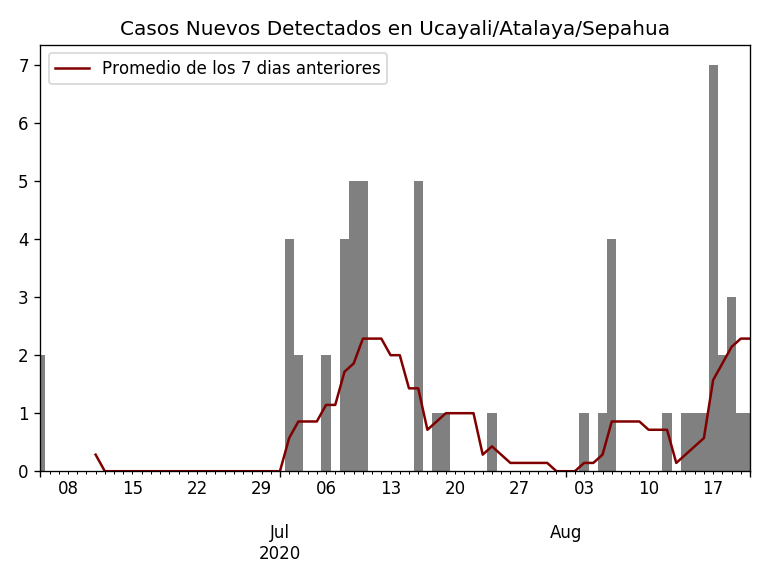 Casos Nuevos Detectados en Ucayali/Atalaya/Sepahua
Promedio de los 7 dias anteriores
7
6
5
4
3
2
1
0
08 15 22 29 06 13 20 27 03 10 17
Jul Aug
2020